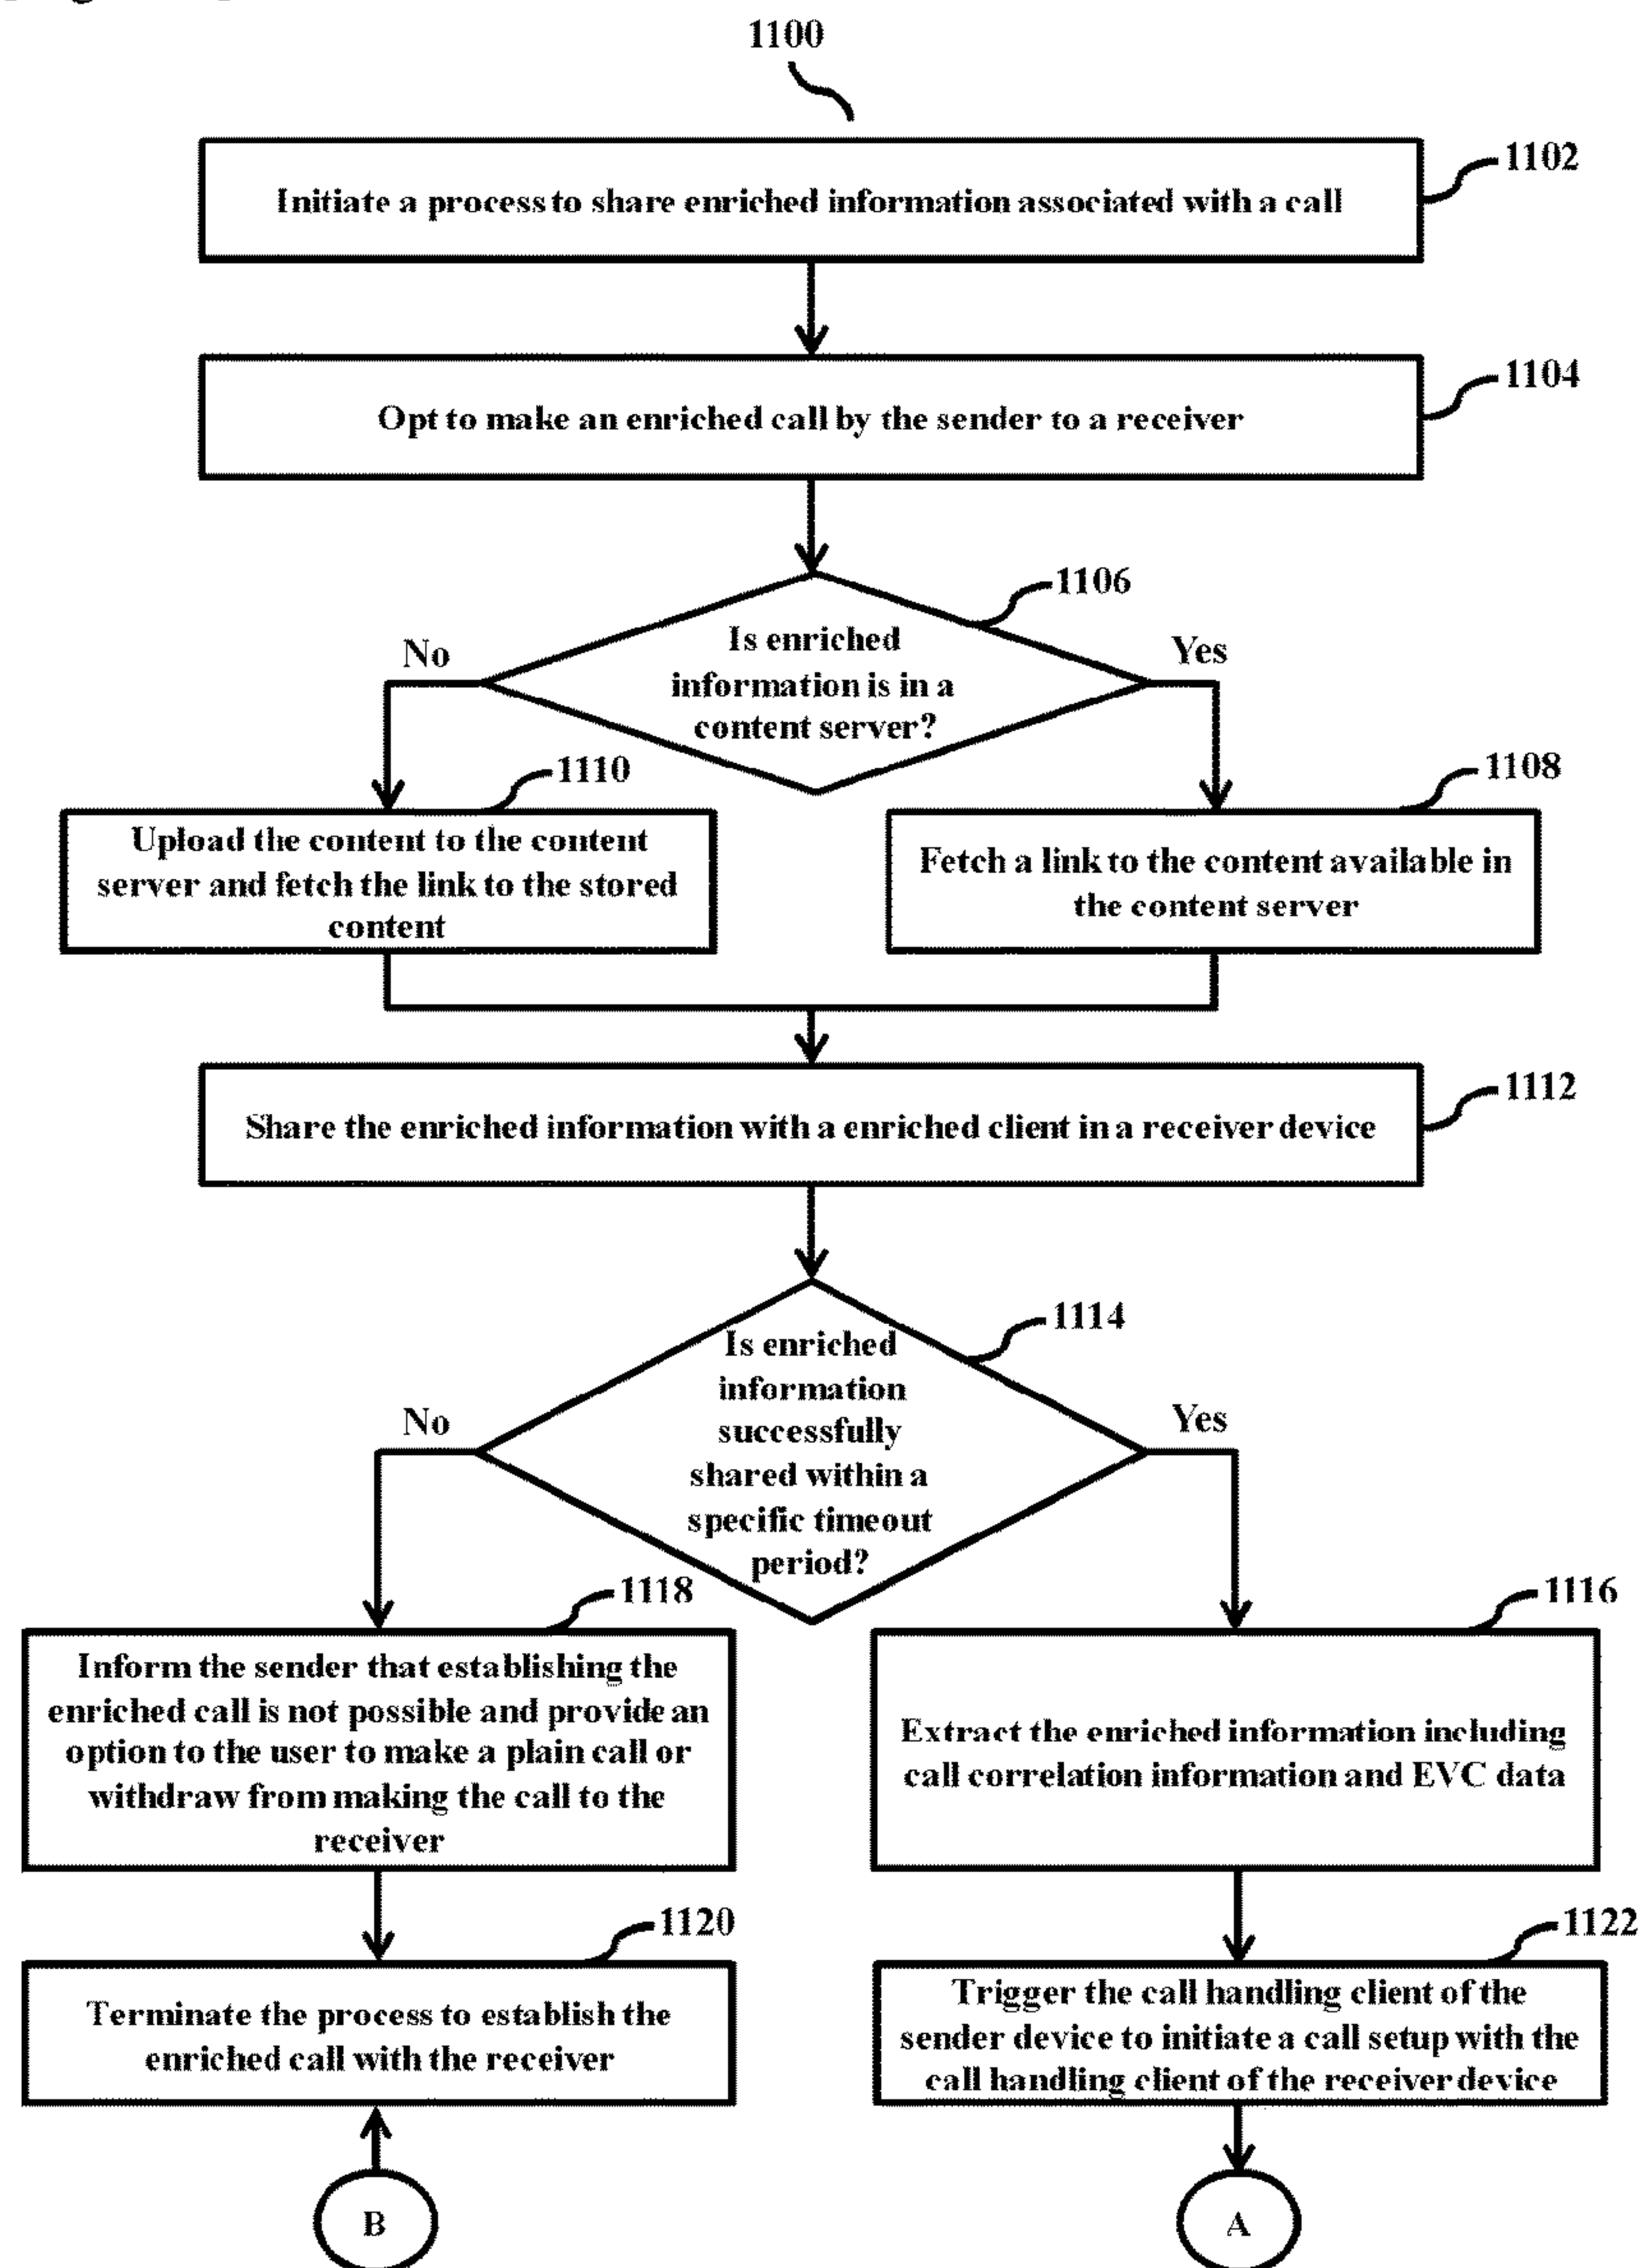 1100
1102
Initiate a process to share enriched information associated with a call
1104
Opt to make an enriched call by the sender to a receiver
1106
Is enriched
information is in a
content server?
No
Yes
1110
1108
Upload the content to the content
server and fetch the link to the stored
content
Fetch a link to the content available in
the content server
1112
Share the enriched information with a enriched client in a receiver device
1114
Is enriched
information
successfully
shared within a
specific timeout
period?
No
Yes
1118
1116
Inform the sender that establishing the
enriched call is not possible and provide an
option to the user to make a plain call or
withdraw from making the call to the
receiver
Extract the enriched information including
call correlation information and EVC data
1120
1122
Terminate the process to establish the
enriched call with the receiver
Trigger the call handling client of the
sender device to initiate a call setup with the
call handling client of the receiver device
B
A